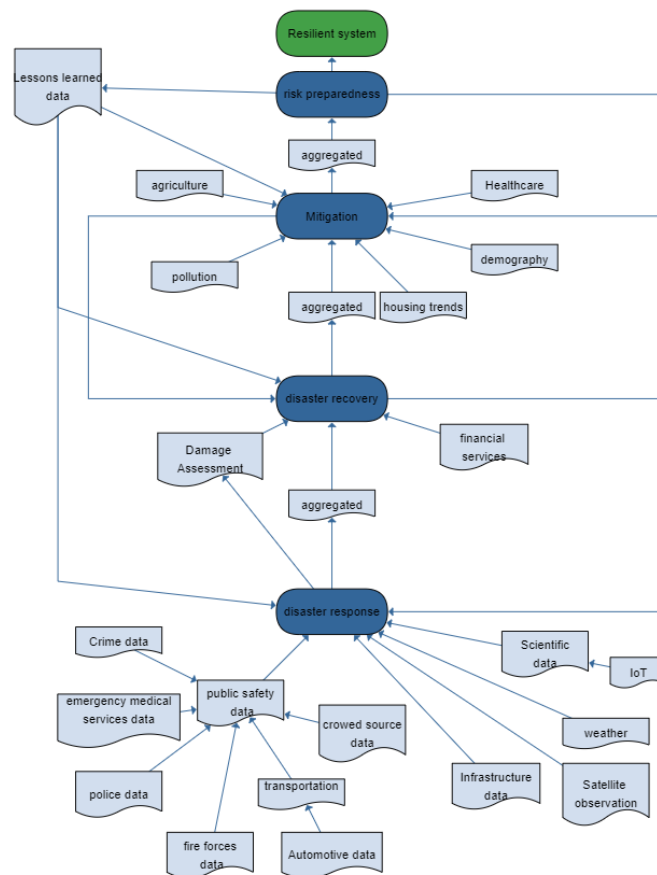 Resilient system
Lessons learned
data
risk preparedness
aggregated
agriculture
Healthcare
Mitigation
pollution
demography
aggregated
housing trends
disaster recovery
Damage
Assessment
financial
services
aggregated
disaster response
Crime data
Scientific
data
IoT
public safety
data
emergency medical
services data
crowed source
data
weather
police data
transportation
Infrastructure
data
Satellite
observation
fire forces
data
Automotive data